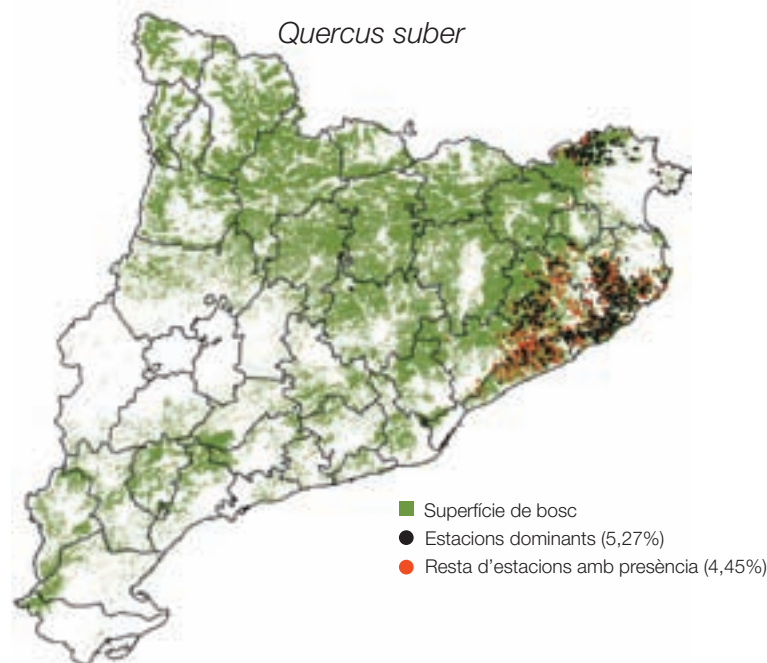 Quercus suber
Superfície de bosc
Estacions dominants (5,27%)
Resta d'estacions amb presència (4,45%)